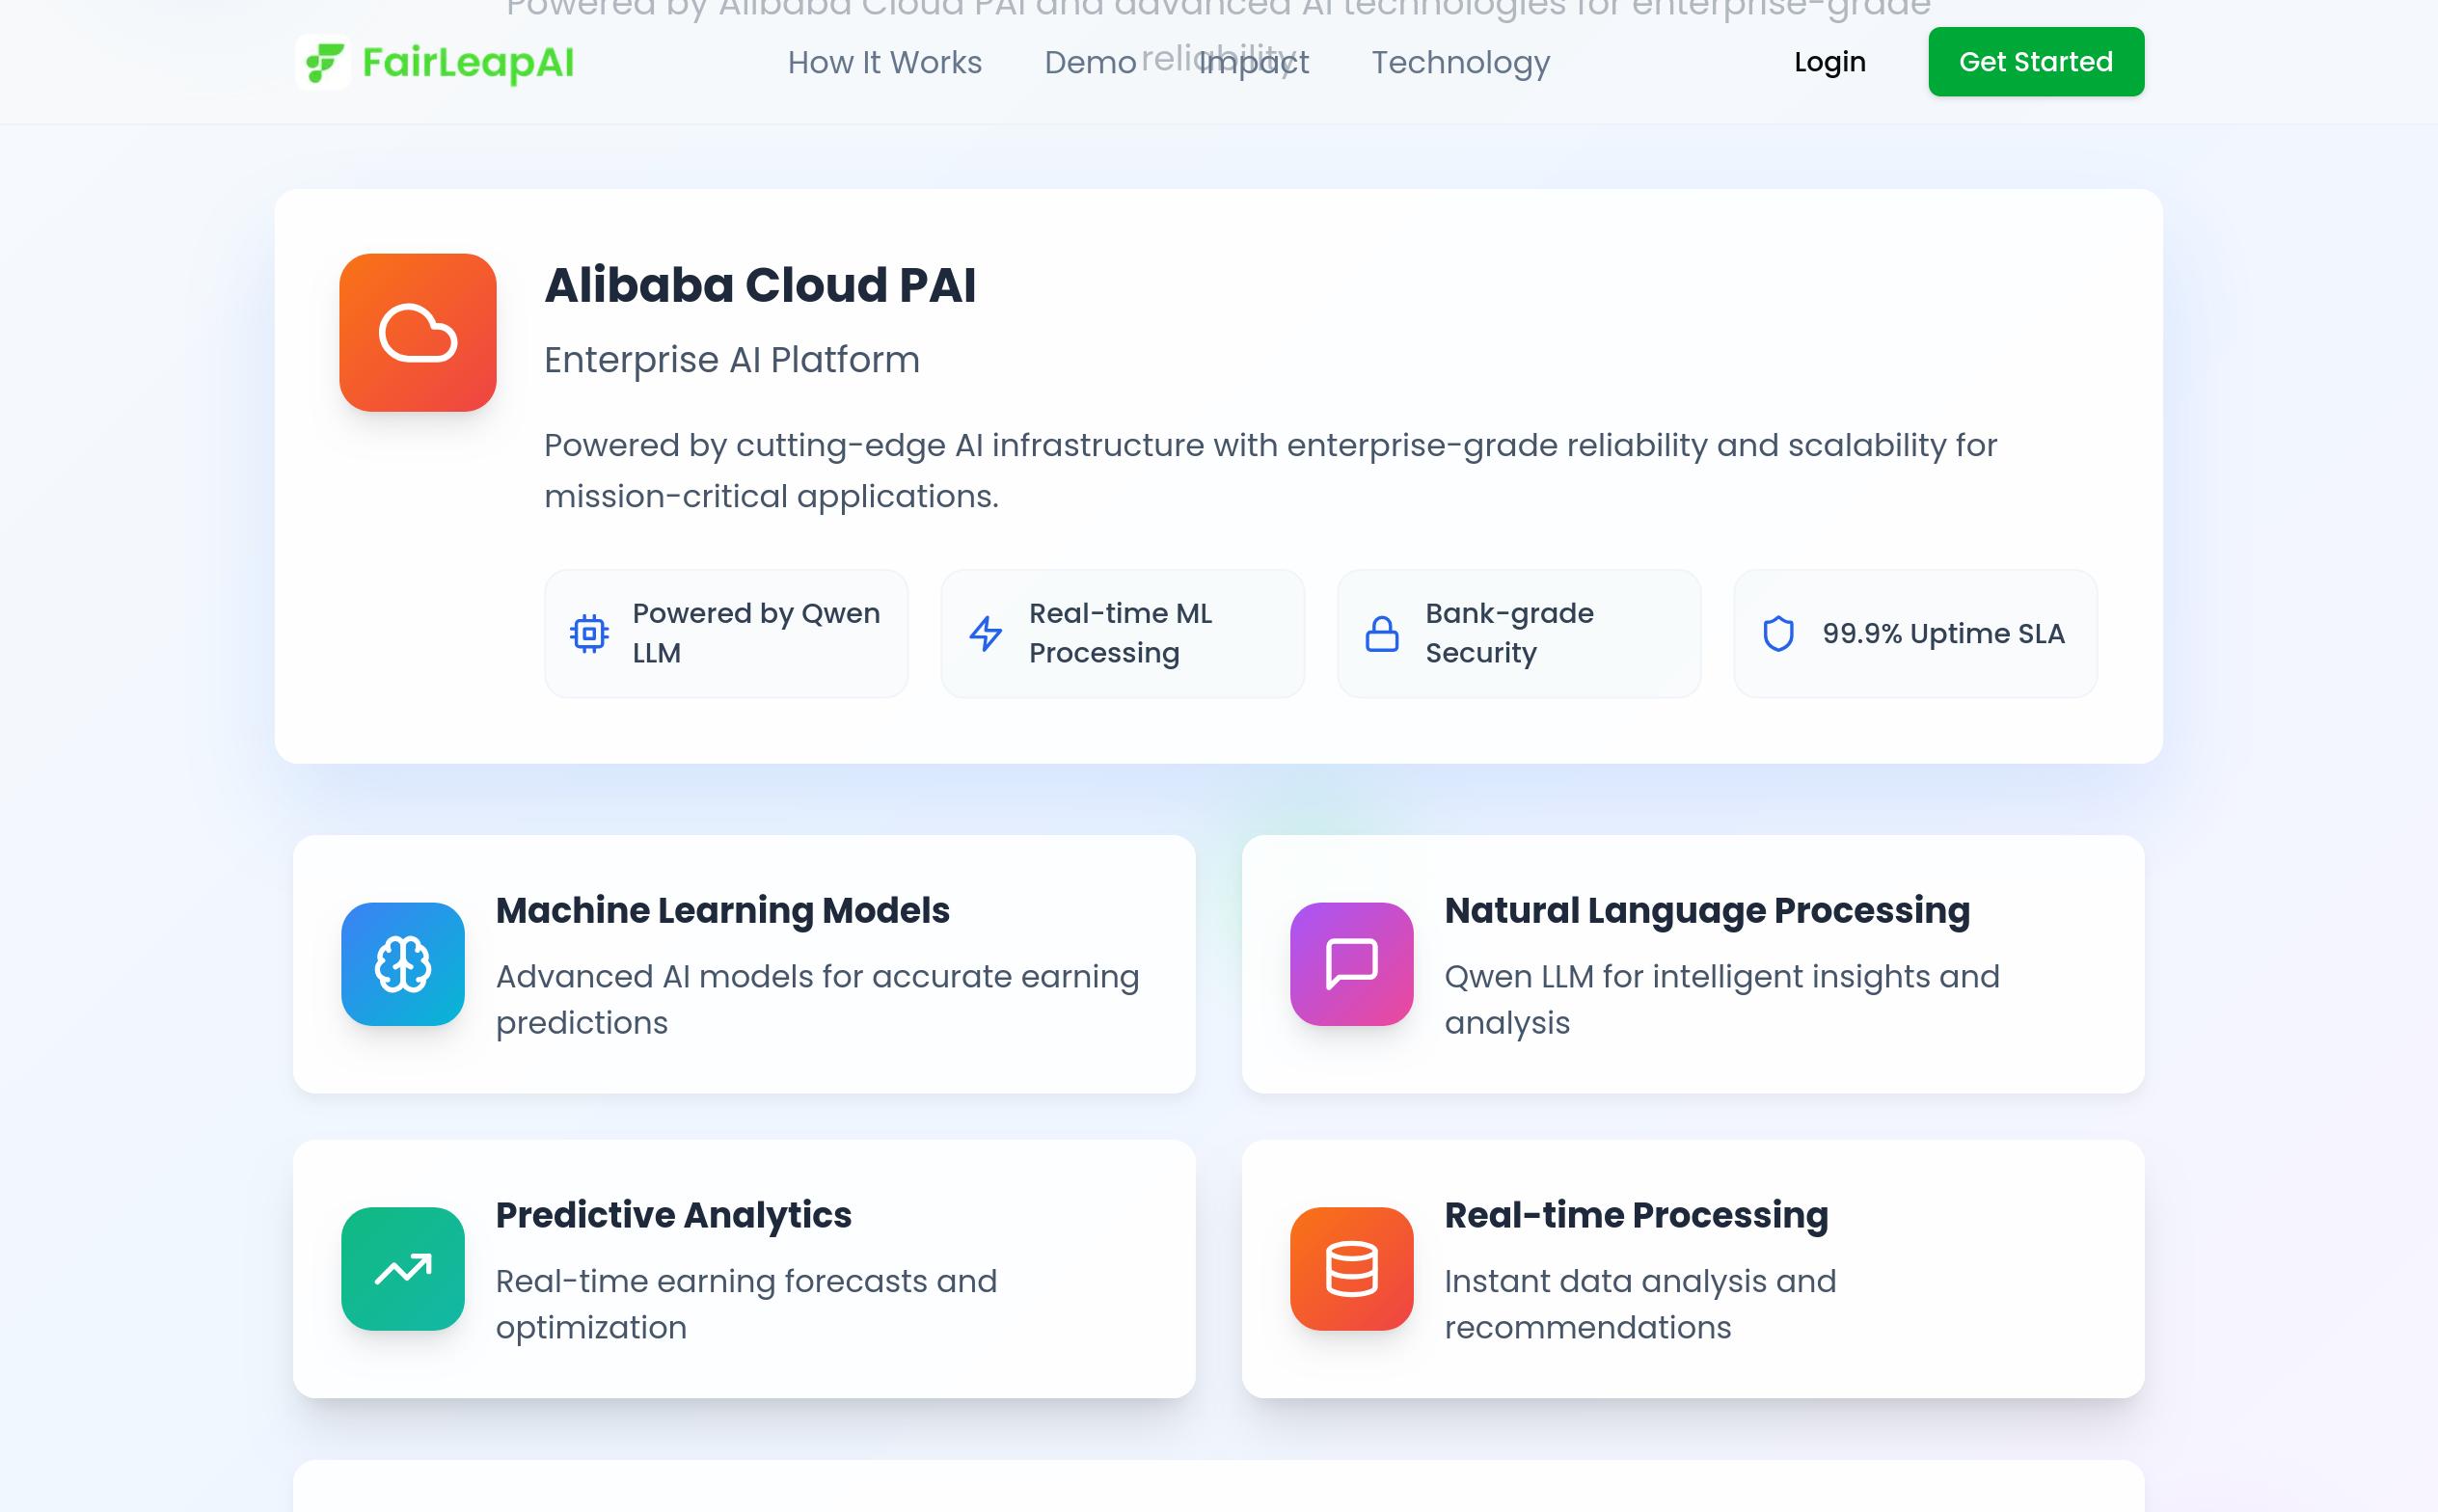 Powered by Alibaba Cloud PAI and advanced AI technologies for enterprise-grade
reliability
FairLeapAI
How It Works
Demo
Impact
Technology
Login
Get Started
Alibaba Cloud PAI
Enterprise AI Platform
Powered by cutting-edge AI infrastructure with enterprise-grade reliability and scalability for
mission-critical applications.
Powered by Qwen
LLM
Real-time ML
Processing
Bank-grade
Security
99.9% Uptime SLA
Machine Learning Models
Advanced AI models for accurate earning
predictions
Natural Language Processing
Qwen LLM for intelligent insights and
analysis
Predictive Analytics
Real-time earning forecasts and
optimization
Real-time Processing
Instant data analysis and
recommendations